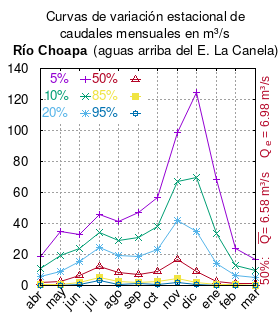 Curvas de variación estacional de
caudales mensuales en m³/s
Río Choapa (aguas arriba del E. La Canela)
140
120
100
80
60
40
20
0
5%
50%
10%
85%
20%
95%
abr
may
jun
jul
ago
sep
oct
nov
dic
ene
feb
mar
50%. Q= 6.58 m³/s Q e = 6.98 m³/s